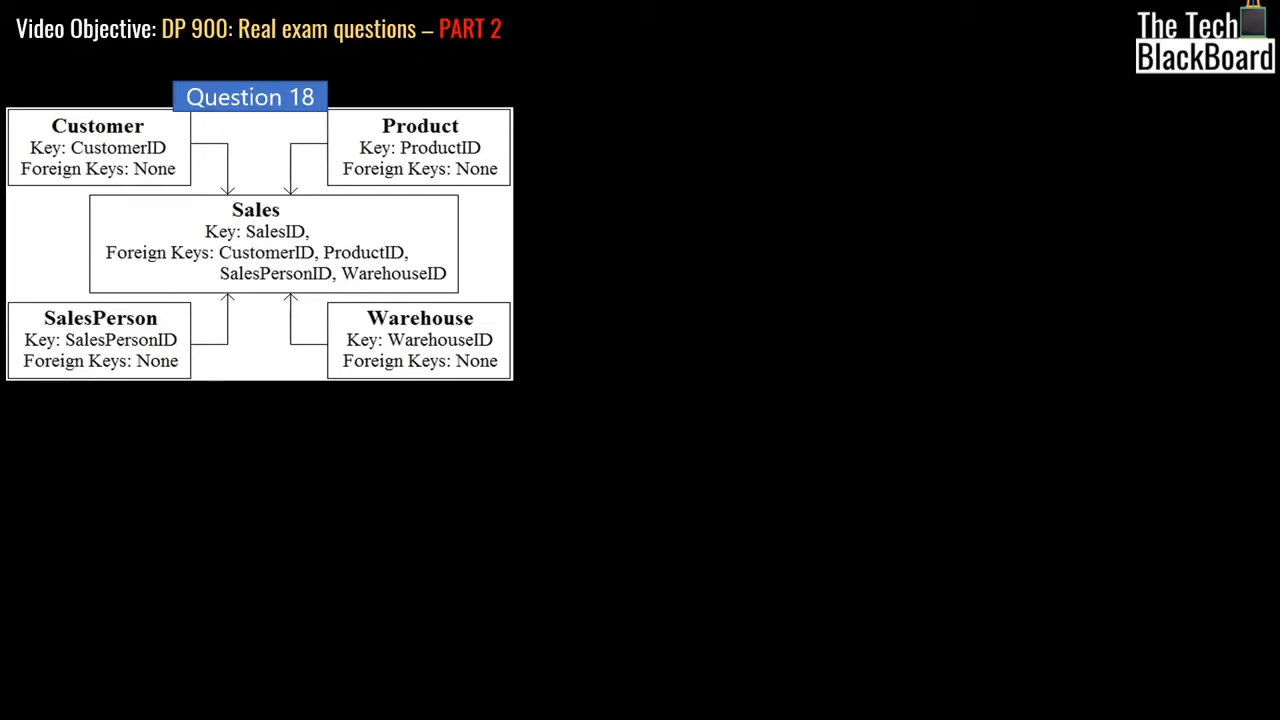 Video Objective: DP 900: Real exam questions – PART 2
The Tech
BlackBoard
Question 18
Customer
Key: CustomerID
Foreign Keys: None
Product
Key: ProductID
Foreign Keys: None
Sales
Key: SalesID,
Foreign Keys: CustomerID, ProductID,
SalesPersonID, WarehouseID
SalesPerson
Key: SalesPersonID
Foreign Keys: None
Warehouse
Key: WarehouseID
Foreign Keys: None